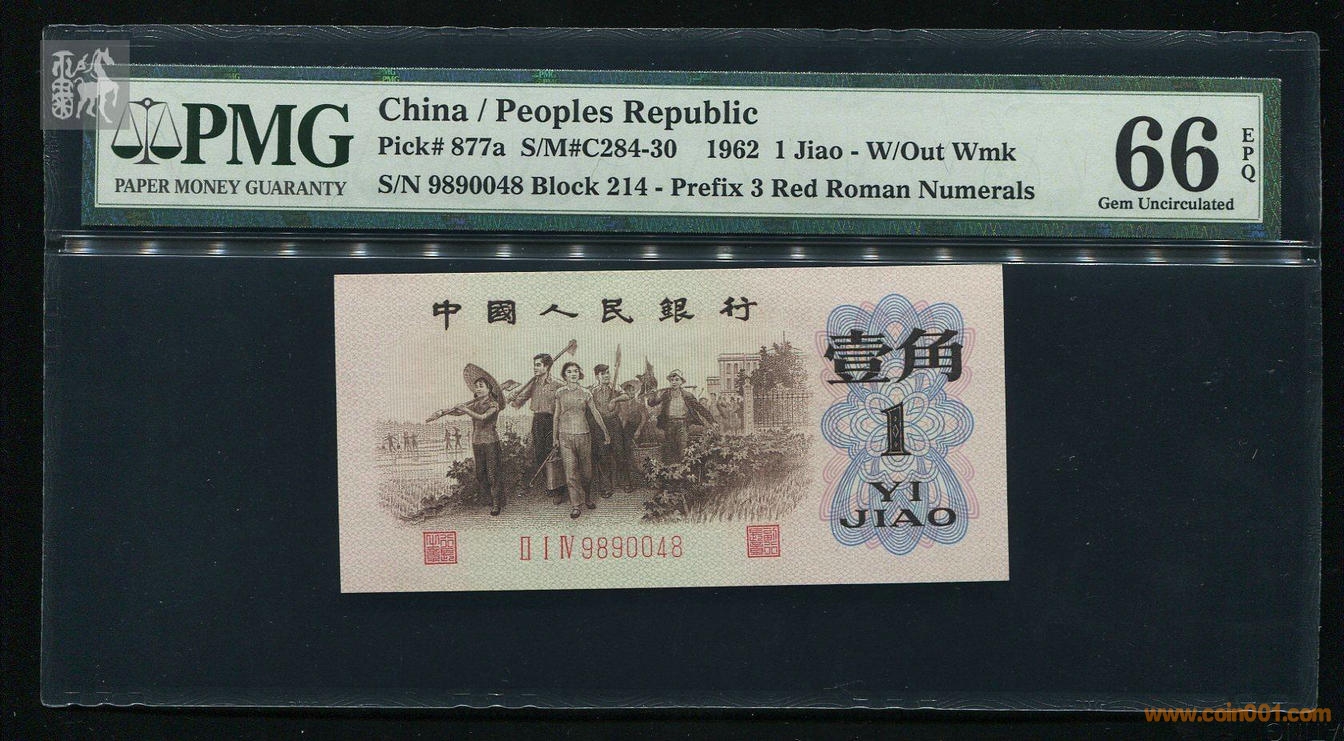 PMG
PAPER MONEY GUARANTY
China / Peoples Republic
Pick# 877a S/M#C284-30 1962 1 Jiao - W/Out Wmk
S/N 9890048 Block 214 - Prefix 3 Red Roman Numerals
66
EPQ
Gem Uncirculated
中國人民銀行
壹角
1
YI
JIAO
II I IV 9890048
www.coin001.com